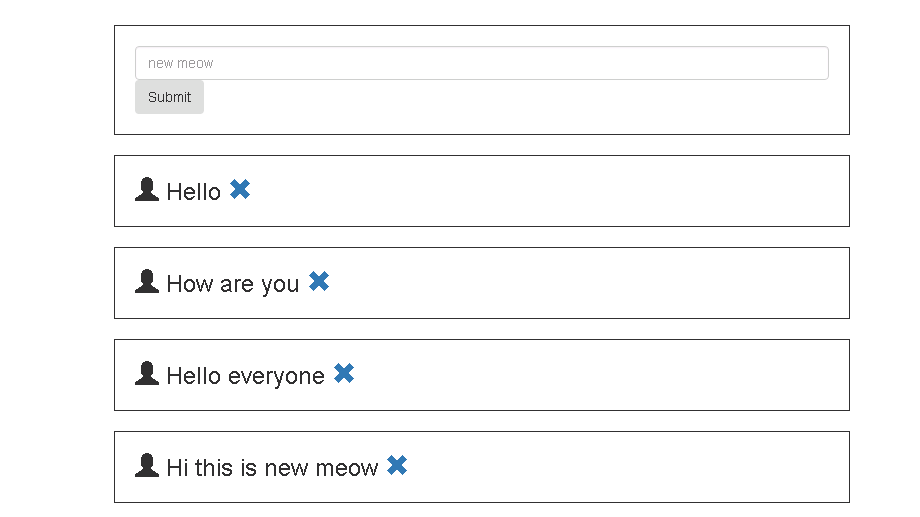 new meow
Submit
Hello
How are you
Hello everyone
Hi this is new meow